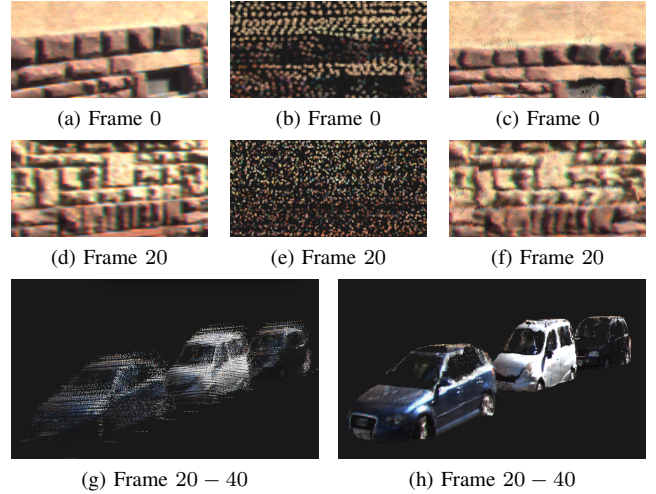 (a) Frame 0
(b) Frame 0
(c) Frame 0
(d) Frame 20
(e) Frame 20
(f) Frame 20
(g) Frame 20 − 40
(h) Frame 20 − 40